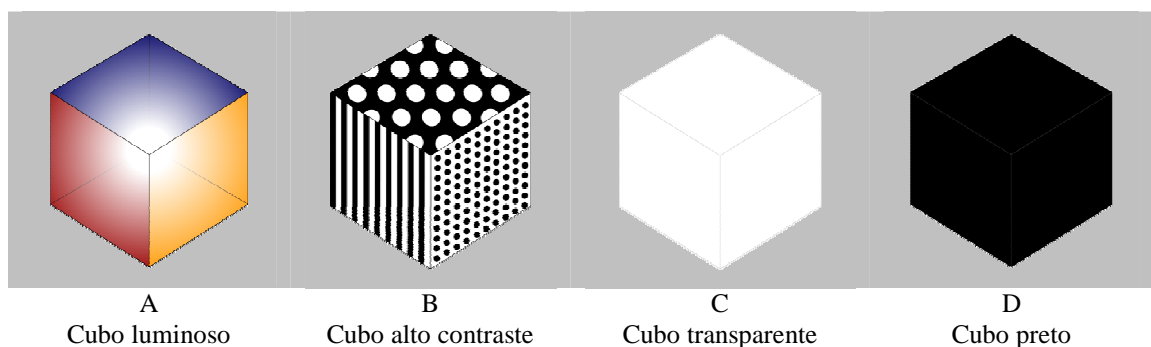 A B C D
Cubo luminoso Cubo alto contraste Cubo transparente Cubo preto